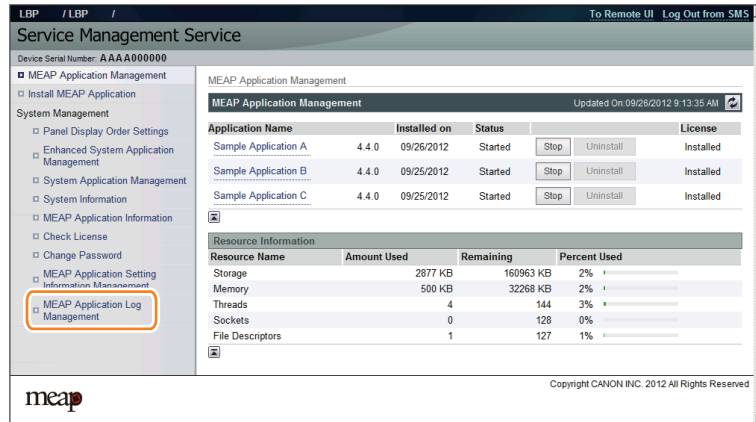 LBP / LBP / To Remote UI Log Out from SMS
Service Management Service
Device Serial Number: AAAA000000
MEAP Application Management
Install MEAP Application
System Management
Panel Display Order Settings
Enhanced System Application
Management
System Application Management
System Information
MEAP Application Information
Check License
Change Password
MEAP Application Setting
Information Management
MEAP Application Log
Management
MEAP Application Management
MEAP Application Management Updated On:09/26/2012 9:13:35 AM
Application Name Installed on Status License
Sample Application A 4.4.0 09/26/2012 Started Stop Uninstall Installed
Sample Application B 4.4.0 09/25/2012 Started Stop Uninstall Installed
Sample Application C 4.4.0 09/25/2012 Started Stop Uninstall Installed
Resource Information
Resource Name Amount Used Remaining Percent Used
Storage 2877 KB 160963 KB 2%
Memory 500 KB 32268 KB 2%
Threads 4 144 3%
Sockets 0 128 0%
File Descriptors 1 127 1%
Copyright CANON INC. 2012 All Rights Reserved
meap